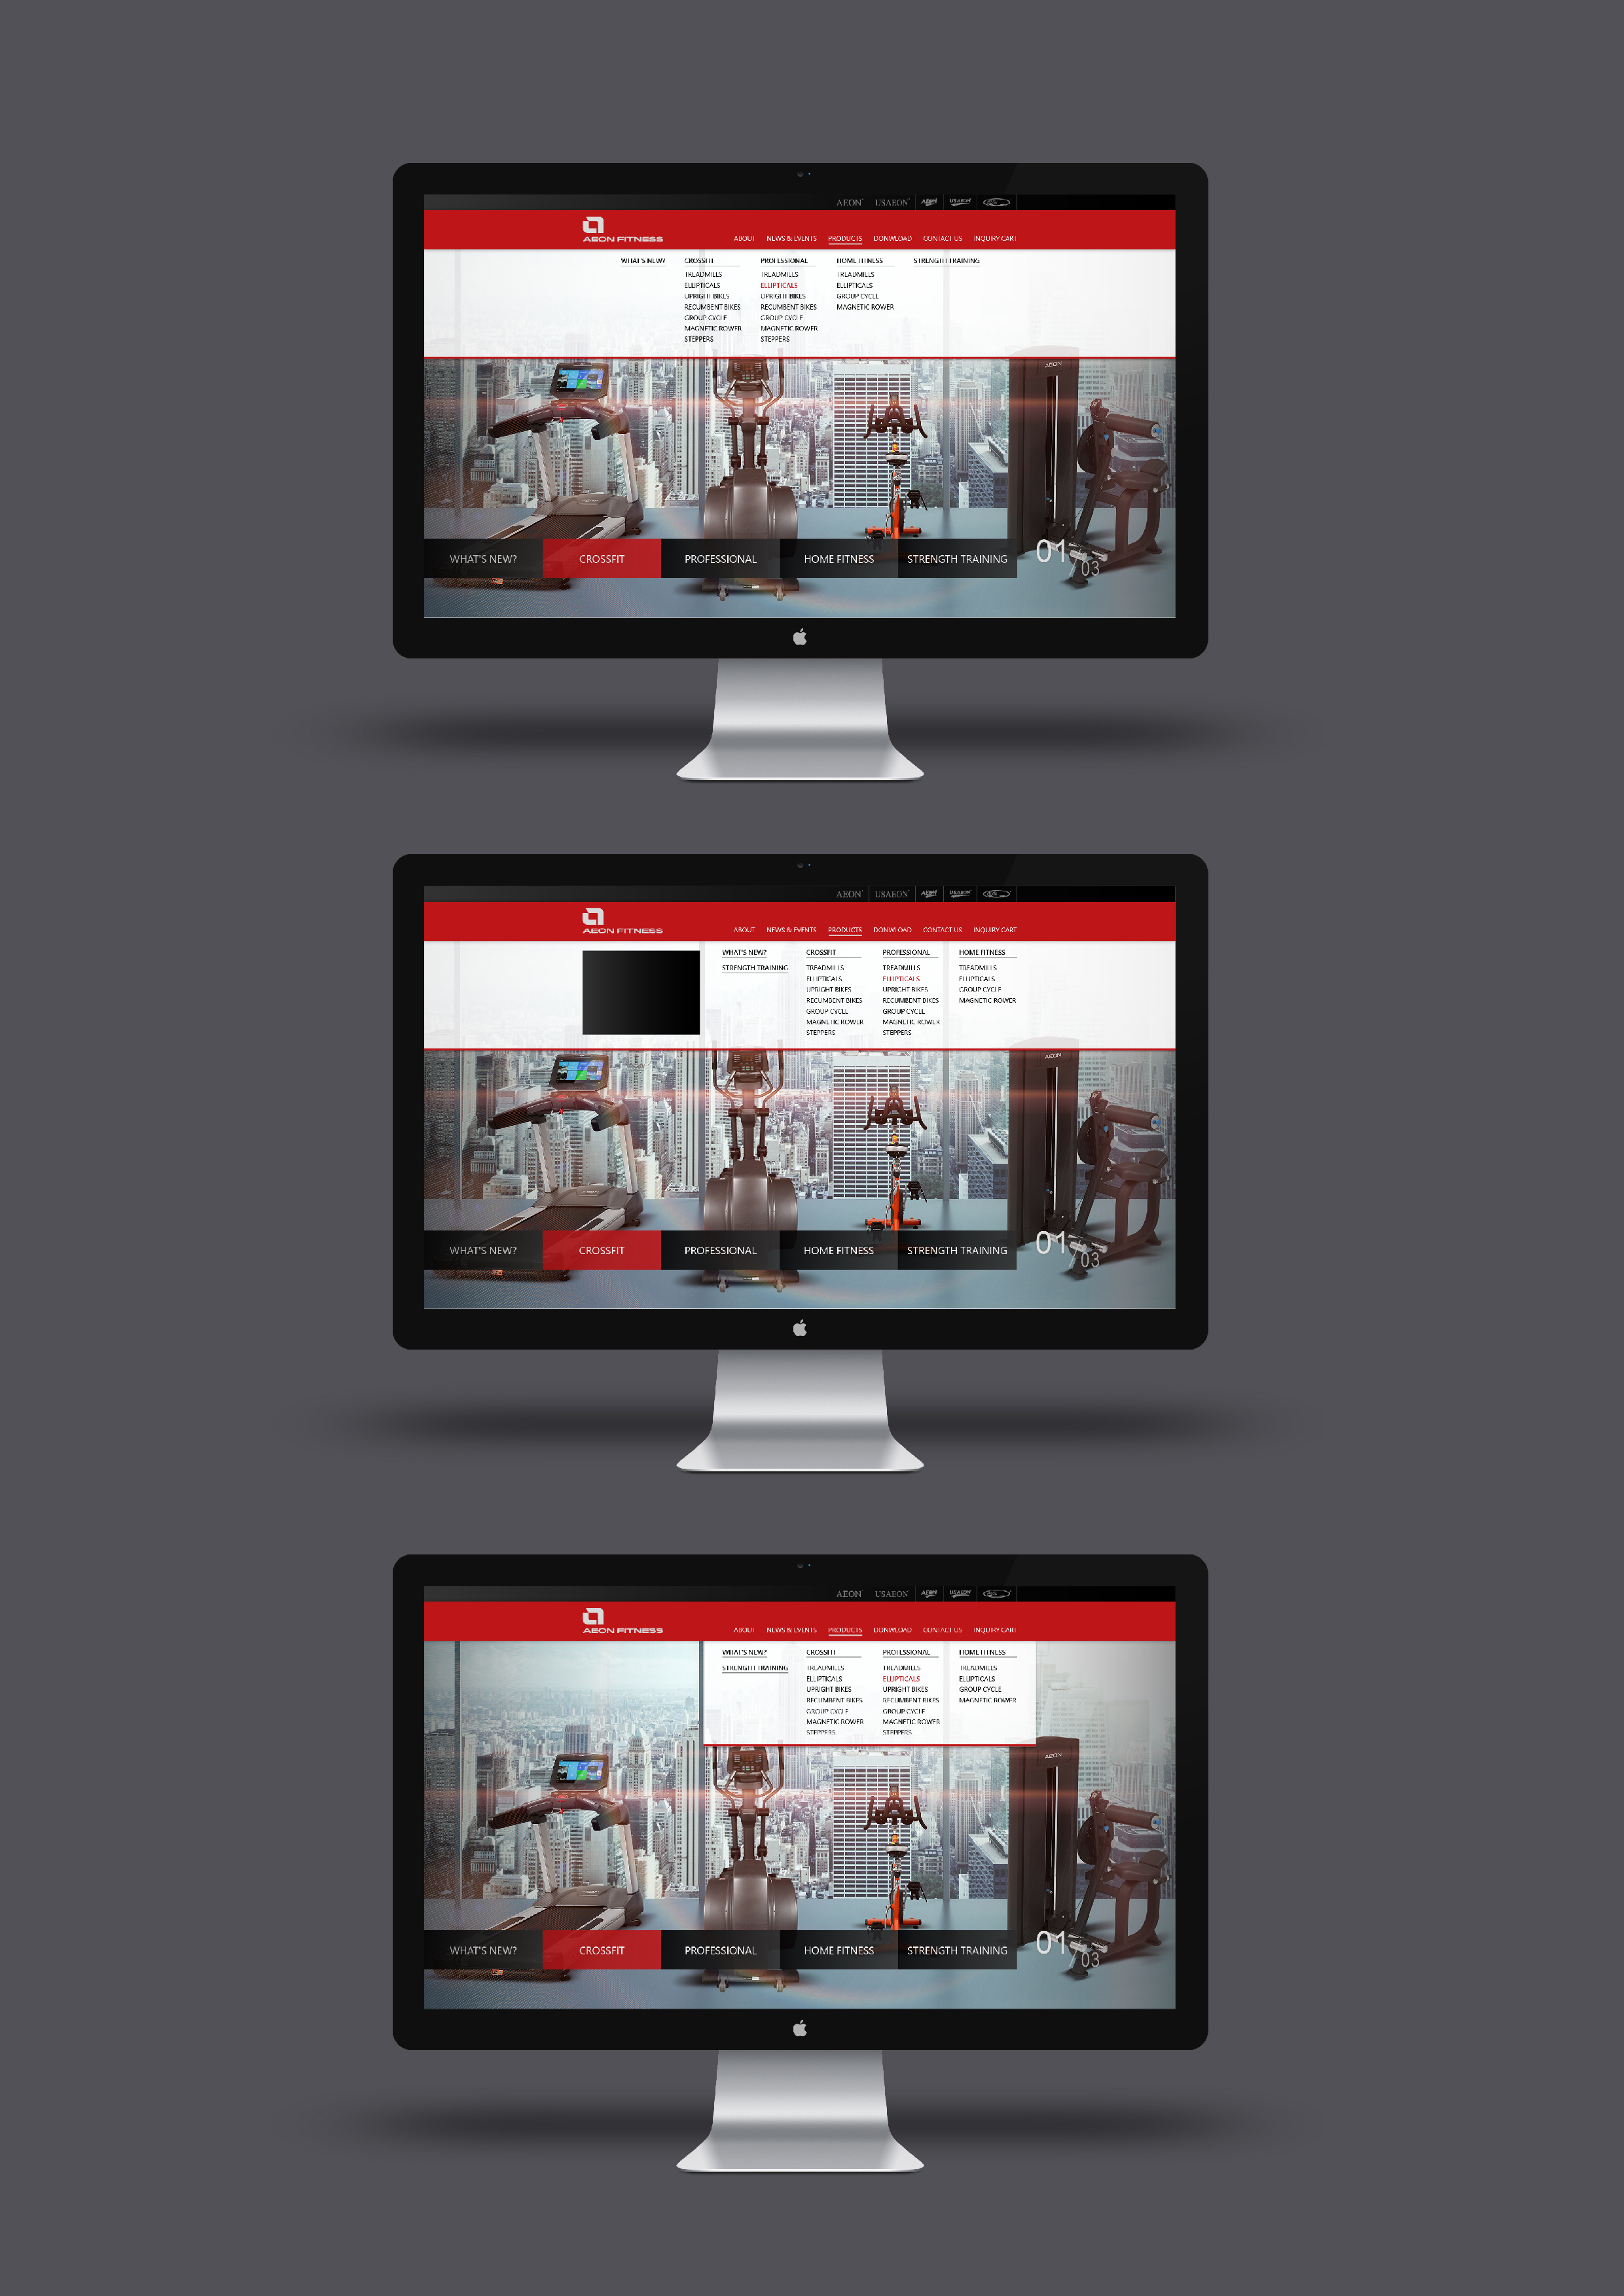 AEON USAEON AEON USAEON
AEON FITNESS
ABOUT NEWS & EVENTS PRODUCTS DONWLOAD CONTACT US INQUIRY CART
WHAT'S NEW? CROSSFIT PROFESSIONAL HOME FITNESS STRENGTH TRAINING
TREADMILLS TREADMILLS TREADMILLS
ELLIPTICALS ELLIPTICALS ELLIPTICALS
UPRIGHT BIKES UPRIGHT BIKES GROUP CYCLE
RECUMBENT BIKES RECUMBENT BIKES MAGNETIC ROWER
GROUP CYCLE GROUP CYCLE
MAGNETIC ROWER MAGNETIC ROWER
STEPPERS STEPPERS
AEON
WHAT'S NEW? CROSSFIT PROFESSIONAL HOME FITNESS STRENGTH TRAINING 01/03
AEON USAEON AEON USAEON
AEON FITNESS
ABOUT NEWS & EVENTS PRODUCTS DONWLOAD CONTACT US INQUIRY CART
WHAT'S NEW? CROSSFIT PROFESSIONAL HOME FITNESS
STRENGTH TRAINING TREADMILLS TREADMILLS TREADMILLS
ELLIPTICALS ELLIPTICALS ELLIPTICALS
UPRIGHT BIKES UPRIGHT BIKES GROUP CYCLE
RECUMBENT BIKES RECUMBENT BIKES MAGNETIC ROWER
GROUP CYCLE GROUP CYCLE
MAGNETIC ROWER MAGNETIC ROWER
STEPPERS STEPPERS
AEON
WHAT'S NEW? CROSSFIT PROFESSIONAL HOME FITNESS STRENGTH TRAINING 01/03
AEON USAEON AEON USAEON
AEON FITNESS
ABOUT NEWS & EVENTS PRODUCTS DONWLOAD CONTACT US INQUIRY CART
WHAT'S NEW? CROSSFIT PROFESSIONAL HOME FITNESS
STRENGTH TRAINING TREADMILLS TREADMILLS TREADMILLS
ELLIPTICALS ELLIPTICALS ELLIPTICALS
UPRIGHT BIKES UPRIGHT BIKES GROUP CYCLE
RECUMBENT BIKES RECUMBENT BIKES MAGNETIC ROWER
GROUP CYCLE GROUP CYCLE
MAGNETIC ROWER MAGNETIC ROWER
STEPPERS STEPPERS
AEON
WHAT'S NEW? CROSSFIT PROFESSIONAL HOME FITNESS STRENGTH TRAINING 01/03